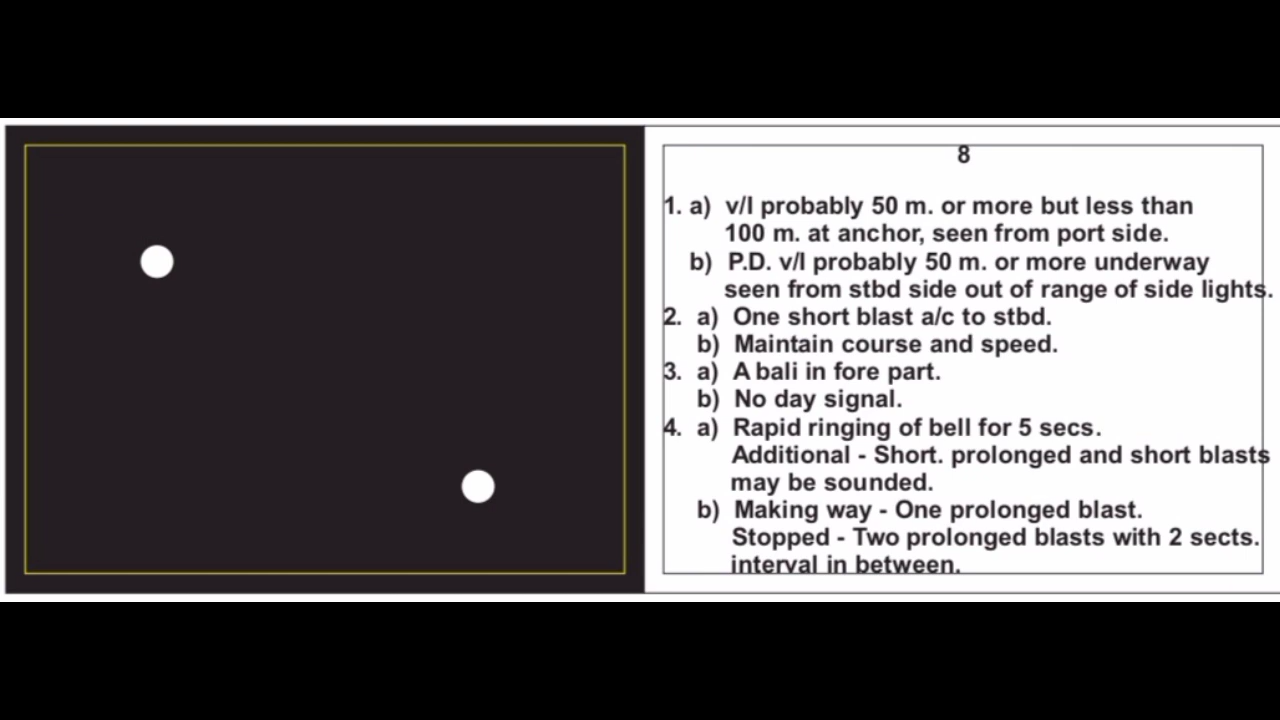 8
1. a) v/l probably 50 m. or more but less than
100 m. at anchor, seen from port side.
b) P.D. v/l probably 50 m. or more underway
seen from stbd side out of range of side lights.
2. a) One short blast a/c to stbd.
b) Maintain course and speed.
3. a) A bali in fore part.
b) No day signal.
4. a) Rapid ringing of bell for 5 secs.
Additional - Short. prolonged and short blasts
may be sounded.
b) Making way - One prolonged blast.
Stopped - Two prolonged blasts with 2 sects.
interval in between.